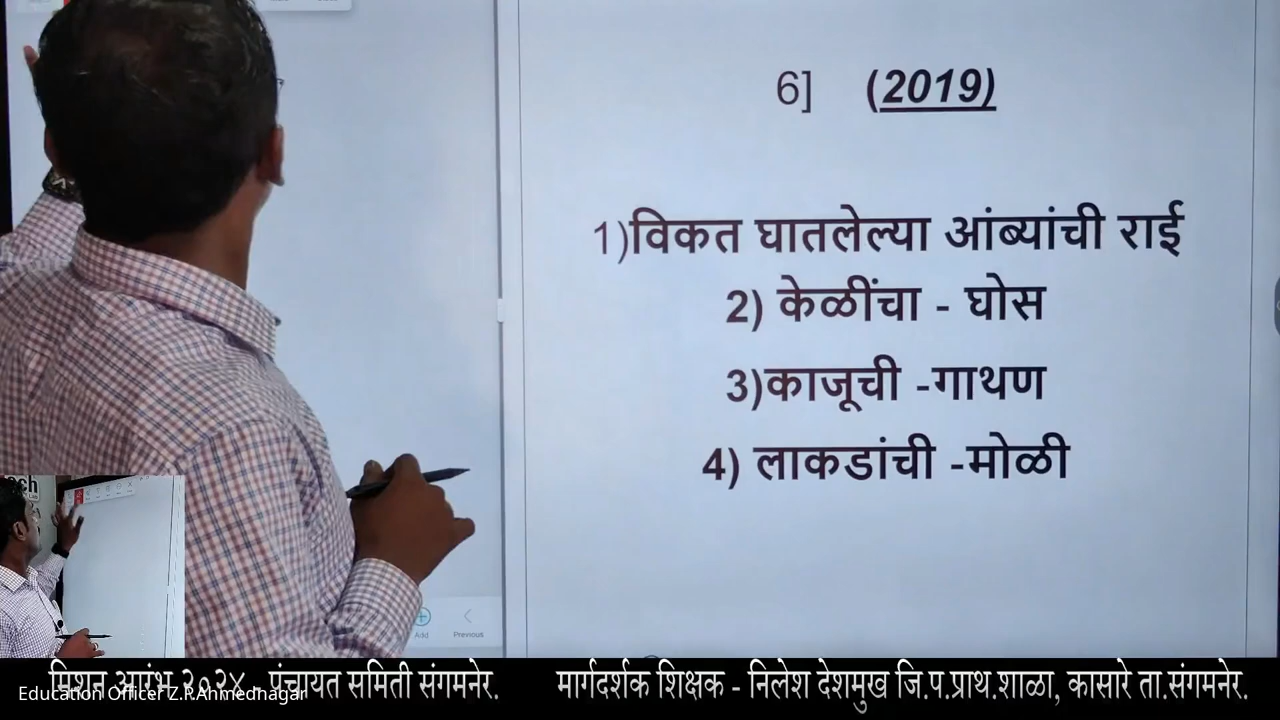 6] (2019)
1)विकत घातलेल्या आंब्यांची राई
2) केळींचा - घोस
3)काजूची -गाथण
4) लाकडांची -मोळी
Add Previous
मिशन आरंभ २०२४ - पंचायत समिती संगमनेर. मार्गदर्शक शिक्षक - निलेश देशमुख जि.प.प्राथ.शाळा, कासारे ता.संगमनेर.
Education Officer Z.P.Ahmednagar